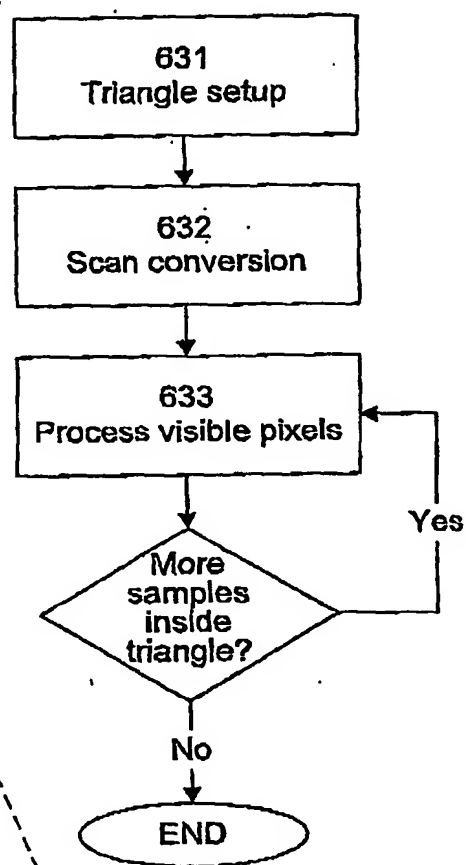 631
Triangle setup
632
Scan conversion
633
Process visible pixels
Yes
More
samples
inside
triangle?
No
END